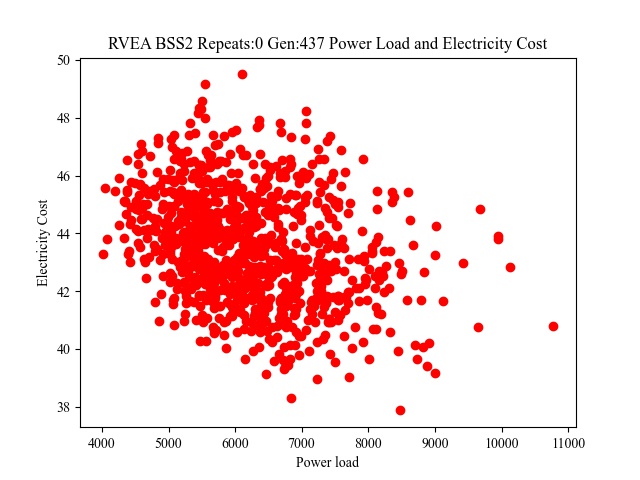 RVEA BSS2 Repeats:0 Gen:437 Power Load and Electricity Cost
50
48
46
44
42
40
38
Electricity Cost
4000 5000 6000 7000 8000 9000 10000 11000
Power load